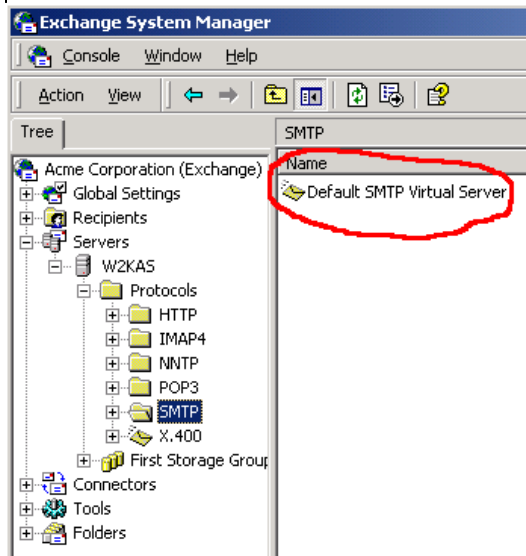 Exchange System Manager
Console Window Help
Action View
Tree
SMTP
Name
Acme Corporation (Exchange)
Default SMTP Virtual Server
Global Settings
Recipients
Servers
W2KAS
Protocols
HTTP
IMAP4
NNTP
POP3
SMTP
X.400
First Storage Group
Connectors
Tools
Folders